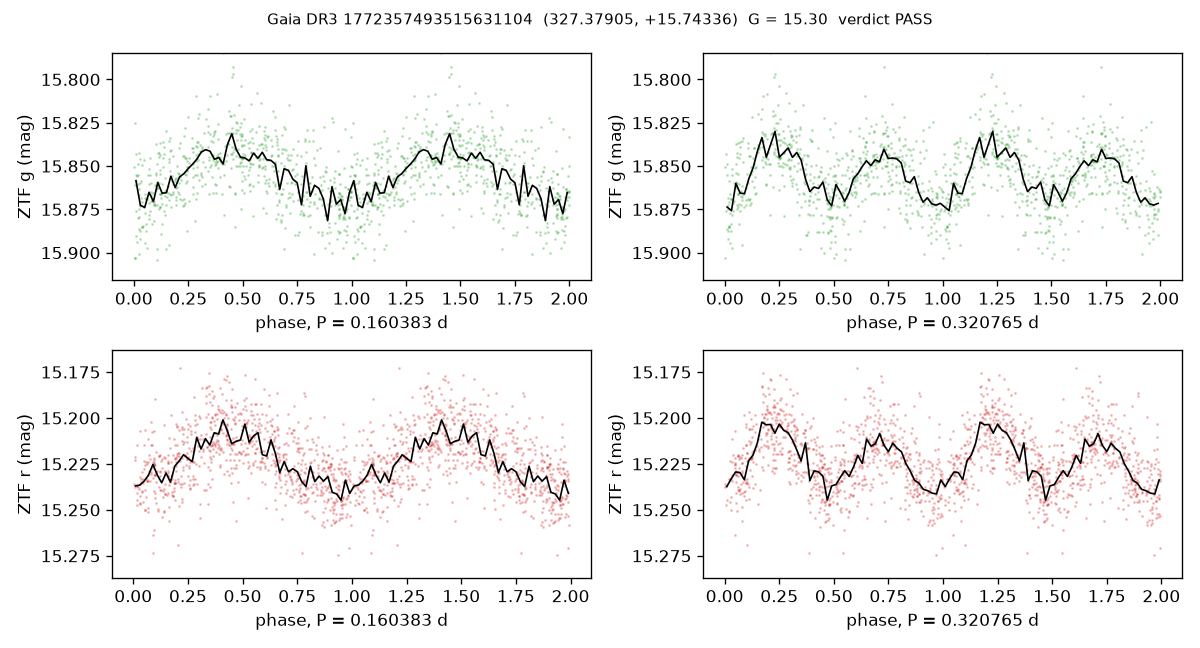 Gaia DR3 1772357493515631104  (327.37905, +15.74336)  G = 15.30  verdict PASS
ZTF g (mag)
15.800
15.825
15.850
15.875
15.900
0.00 0.25 0.50 0.75 1.00 1.25 1.50 1.75 2.00
phase, P = 0.160383 d
ZTF g (mag)
15.800
15.825
15.850
15.875
15.900
0.00 0.25 0.50 0.75 1.00 1.25 1.50 1.75 2.00
phase, P = 0.320765 d
ZTF r (mag)
15.175
15.200
15.225
15.250
15.275
0.00 0.25 0.50 0.75 1.00 1.25 1.50 1.75 2.00
phase, P = 0.160383 d
ZTF r (mag)
15.175
15.200
15.225
15.250
15.275
0.00 0.25 0.50 0.75 1.00 1.25 1.50 1.75 2.00
phase, P = 0.320765 d